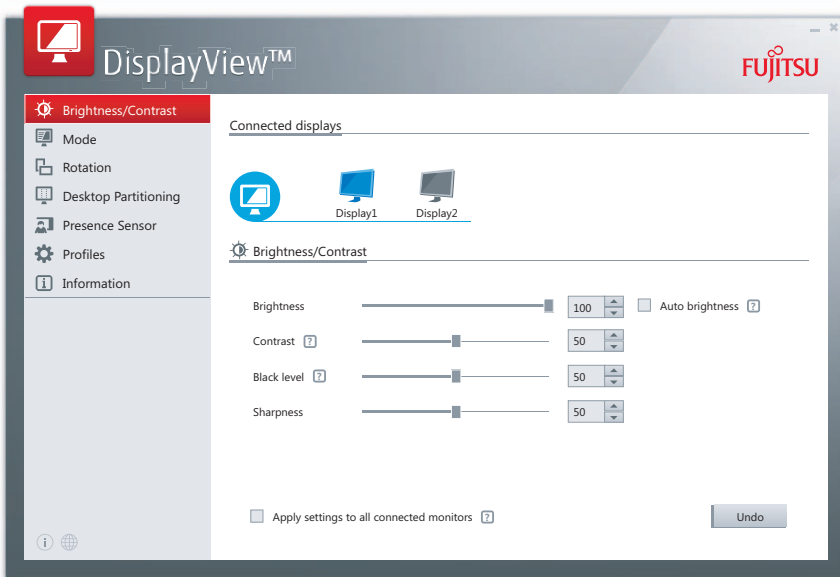 DisplayView™
FUJITSU
Brightness/Contrast
Mode
Rotation
Desktop Partitioning
Presence Sensor
Profiles
Information
Connected displays
Display1 Display2
Brightness/Contrast
Brightness 100 Auto brightness ?
Contrast ? 50
Black level ? 50
Sharpness 50
Apply settings to all connected monitors ? Undo